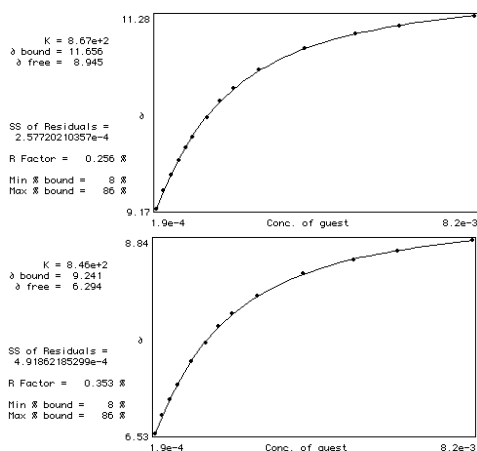 11.28
K = 8.67e+2
∂ bound = 11.656
∂ free = 8.945
∂
SS of Residuals =
2.57720210357e-4
R Factor = 0.256 %
Min % bound = 8 %
Max % bound = 86 %
9.17
1.9e-4 Conc. of guest 8.2e-3
8.84
K = 8.46e+2
∂ bound = 9.241
∂ free = 6.294
∂
SS of Residuals =
4.91862185299e-4
R Factor = 0.353 %
Min % bound = 8 %
Max % bound = 86 %
6.53
1.9e-4 Conc. of guest 8.2e-3